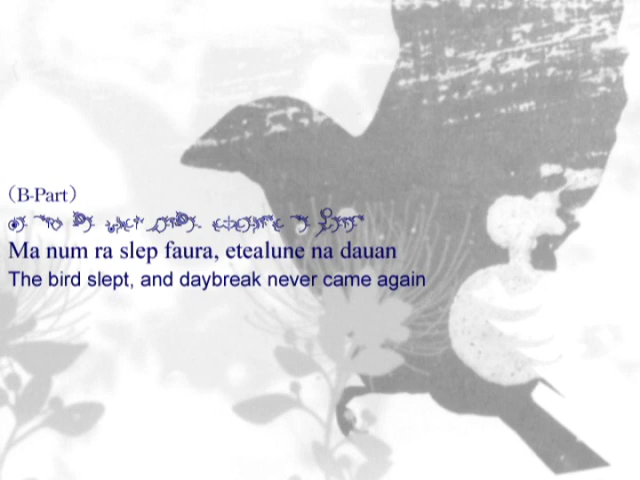 （B-Part）
Ma num ra slep faura, etealune na dauan
The bird slept, and daybreak never came again